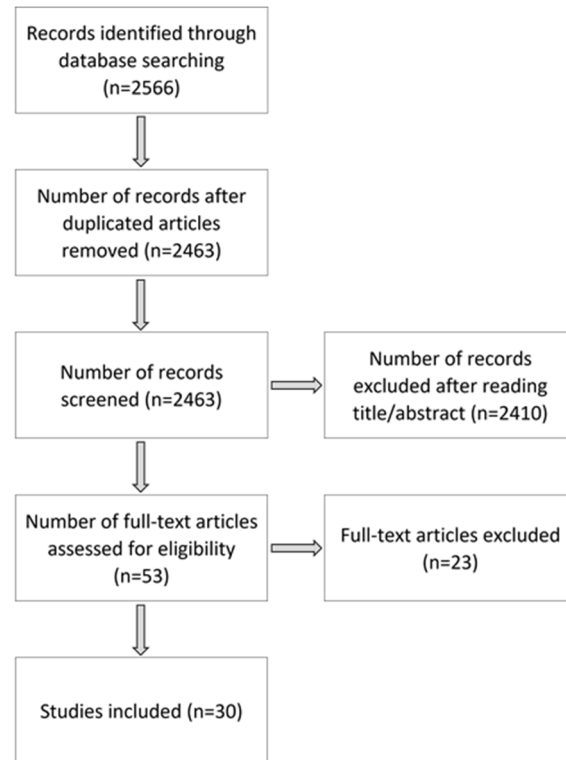 Records identified through
database searching
(n=2566)
Number of records after
duplicated articles
removed (n=2463)
Number of records
screened (n=2463)
Number of records
excluded after reading
title/abstract (n=2410)
Number of full-text articles
assessed for eligibility
(n=53)
Full-text articles excluded
(n=23)
Studies included (n=30)